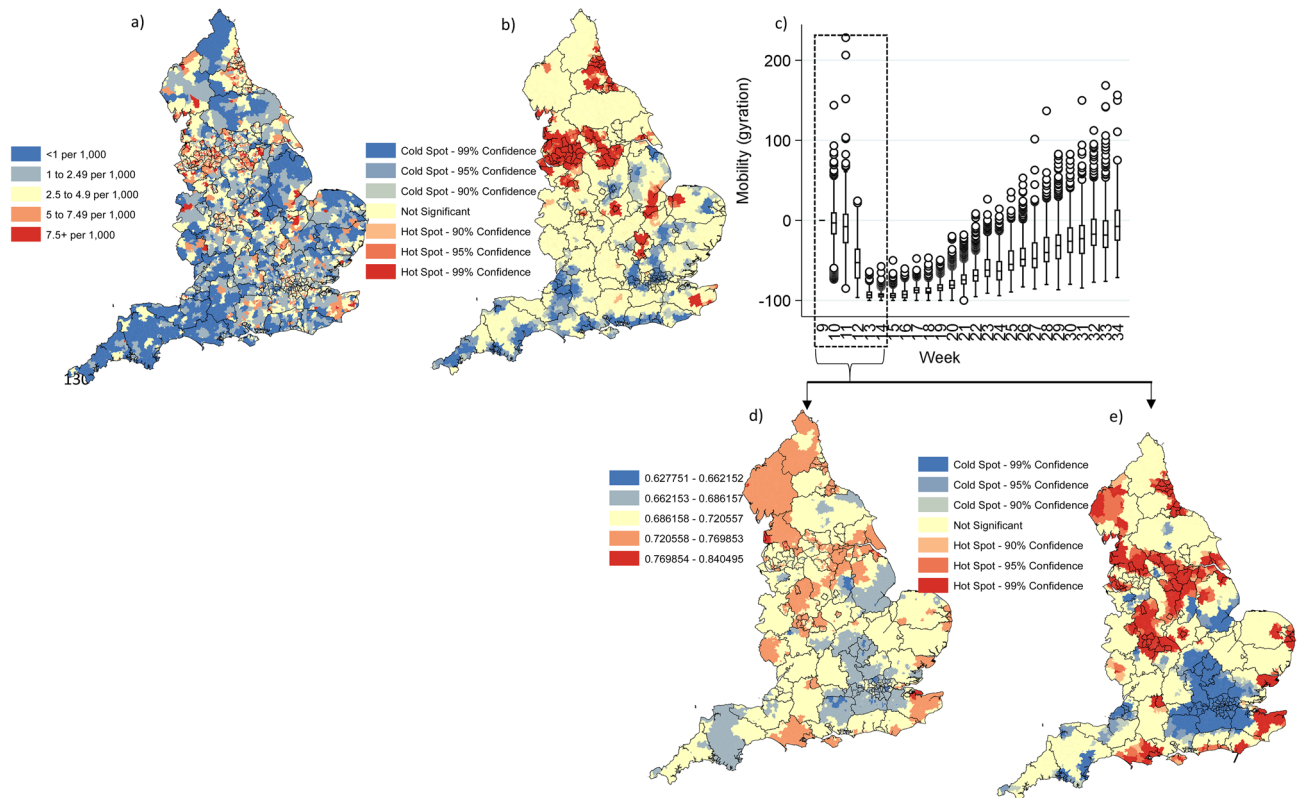 a)
<1 per 1,000
1 to 2.49 per 1,000
2.5 to 4.9 per 1,000
5 to 7.49 per 1,000
7.5+ per 1,000
130
b)
Cold Spot - 99% Confidence
Cold Spot - 95% Confidence
Cold Spot - 90% Confidence
Not Significant
Hot Spot - 90% Confidence
Hot Spot - 95% Confidence
Hot Spot - 99% Confidence
c)
Mobility (gyration)
200
100
0
-100
9 10 11 12 13 14 15 16 17 18 19 20 21 22 23 24 25 26 27 28 29 30 31 32 33 34
Week
d)
0.627751 - 0.662152
0.662153 - 0.686157
0.686158 - 0.720557
0.720558 - 0.769853
0.769854 - 0.840495
e)
Cold Spot - 99% Confidence
Cold Spot - 95% Confidence
Cold Spot - 90% Confidence
Not Significant
Hot Spot - 90% Confidence
Hot Spot - 95% Confidence
Hot Spot - 99% Confidence